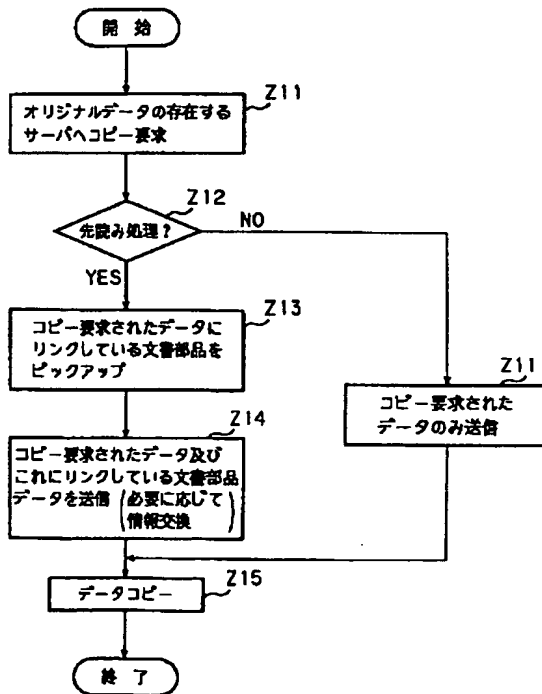 開始
Z11
オリジナルデータの存在する
サーバへコピー要求
Z12
先読み処理?
NO
YES
Z13
コピー要求されたデータに
リンクしている文書部品を
ピックアップ
Z11
コピー要求された
データのみ送信
Z14
コピー要求されたデータ及び
これにリンクしている文書部品
データを送信(必要に応じて
情報交換)
Z15
データコピー
終了